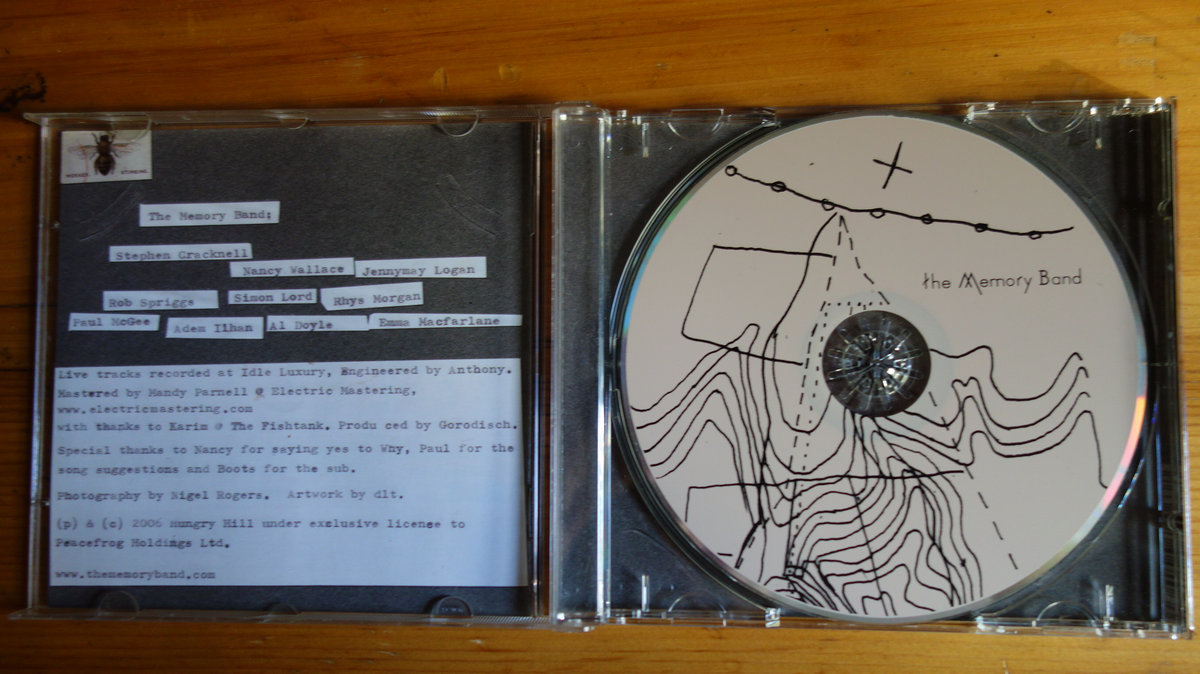 WORKER. STINGING.
The Memory Band:
Stephen Cracknell
Nancy Wallace Jennymay Logan
Rob Spriggs Simon Lord Rhys Morgan
Paul McGee Adem Ilhan Al Doyle Emma Macfarlane
Live tracks recorded at Idle Luxury, Engineered by Anthony.
Mastered by Mandy Parnell @ Electric Mastering,
www.electricmastering.com
with thanks to Karim @ The Fishtank. Produ ced by Gorodisch.
Special thanks to Nancy for saying yes to Why, Paul for the
song suggestions and Boots for the sub.
Photography by Nigel Rogers. Artwork by dlt.
(p) & (c) 2006 Hungry Hill under exslusive license to
Peacefrog Holdings Ltd.
www.thememoryband.com
the Memory Band